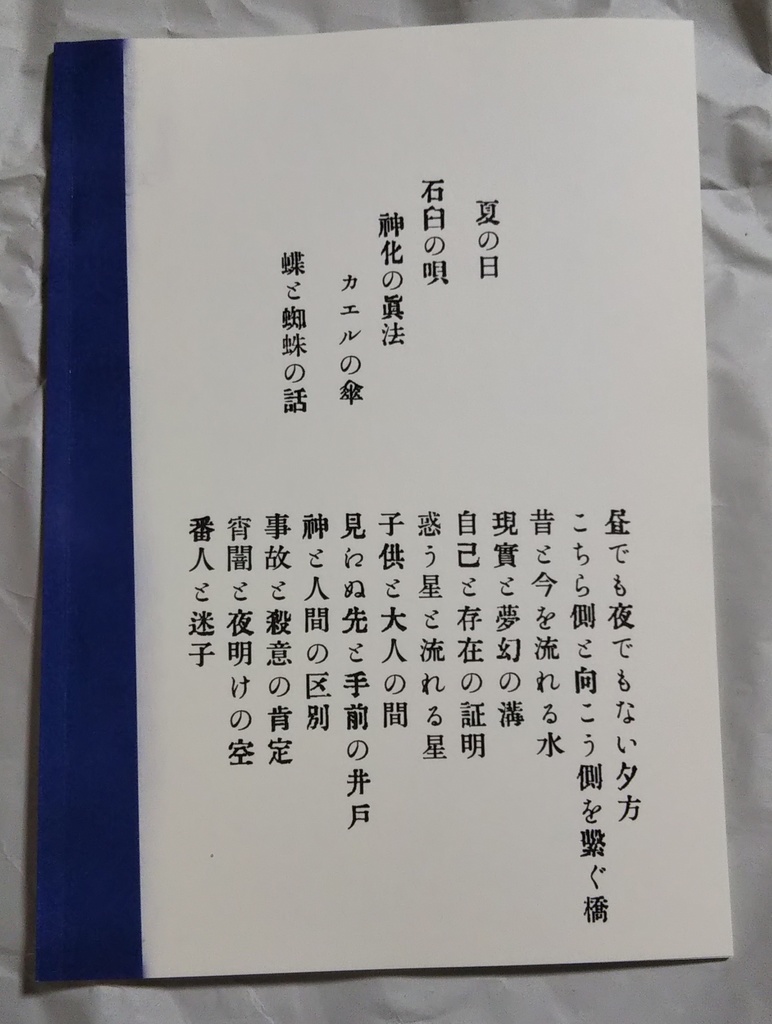 夏の日
石臼の唄
神化の眞法
カエルの傘
蝶と蜘蛛の話
昼でも夜でもない夕方
こちら側と向こう側を繋ぐ橋
昔と今を流れる水
現實と夢幻の溝
自己と存在の証明
惑う星と流れる星
子供と大人の間
見えぬ先と手前の井戸
神と人間の区別
事故と殺意の肯定
宵闇と夜明けの空
番人と迷子